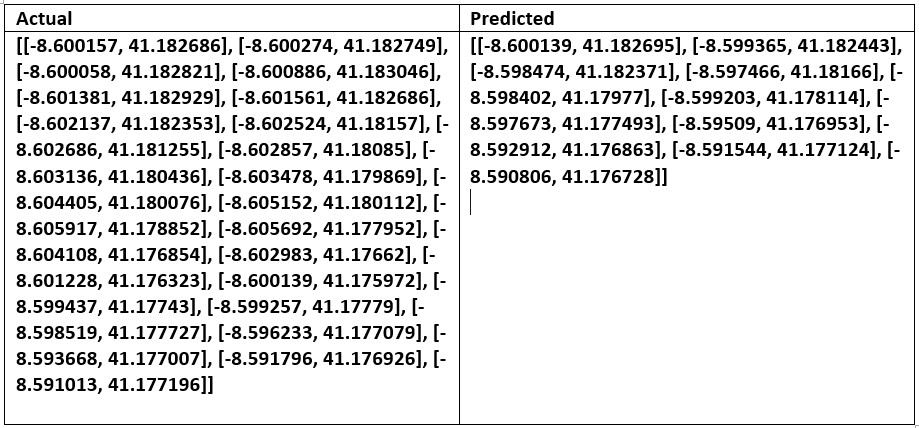 Actual
[[-8.600157, 41.182686], [-8.600274, 41.182749],
[-8.600058, 41.182821], [-8.600886, 41.183046],
[-8.601381, 41.182929], [-8.601561, 41.182686],
[-8.602137, 41.182353], [-8.602524, 41.18157], [-
8.602686, 41.181255], [-8.602857, 41.18085], [-
8.603136, 41.180436], [-8.603478, 41.179869], [-
8.604405, 41.180076], [-8.605152, 41.180112], [-
8.605917, 41.178852], [-8.605692, 41.177952], [-
8.604108, 41.176854], [-8.602983, 41.17662], [-
8.601228, 41.176323], [-8.600139, 41.175972], [-
8.599437, 41.17743], [-8.599257, 41.17779], [-
8.598519, 41.177727], [-8.596233, 41.177079], [-
8.593668, 41.177007], [-8.591796, 41.176926], [-
8.591013, 41.177196]]
Predicted
[[-8.600139, 41.182695], [-8.599365, 41.182443],
[-8.598474, 41.182371], [-8.597466, 41.18166], [-
8.598402, 41.17977], [-8.599203, 41.178114], [-
8.597673, 41.177493], [-8.59509, 41.176953], [-
8.592912, 41.176863], [-8.591544, 41.177124], [-
8.590806, 41.176728]]